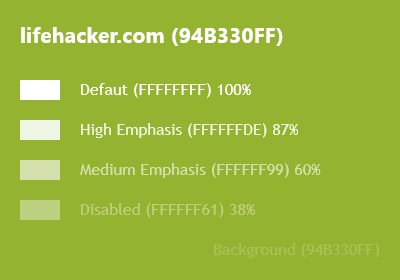 lifehacker.com (94B330FF)
Defaut (FFFFFFFF) 100%
High Emphasis (FFFFFFDE) 87%
Medium Emphasis (FFFFFF99) 60%
Disabled (FFFFFF61) 38%
Background (94B330FF)